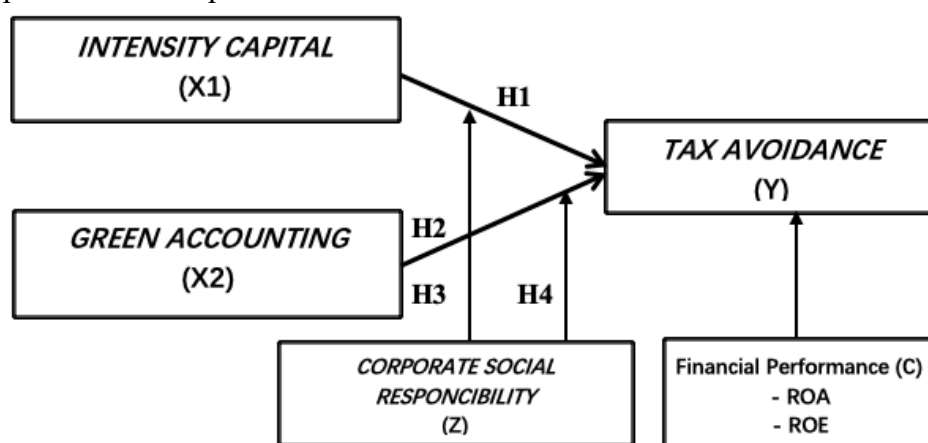 INTENSITY CAPITAL
(X1)
H1
TAX AVOIDANCE
(Y)
GREEN ACCOUNTING
(X2)
H2
H3
H4
CORPORATE SOCIAL
RESPONCIBILITY
(Z)
Financial Performance (C)
- ROA
- ROE